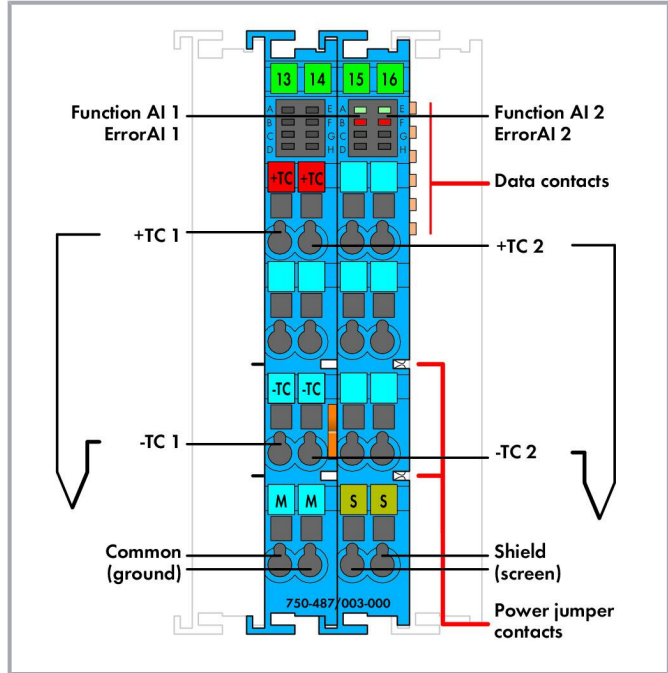 13 14 15 16
Function AI 1
ErrorAI 1
A E A E
B F B F
C G C G
D H D H
Function AI 2
ErrorAI 2
+TC +TC
Data contacts
+TC 1
+TC 2
-TC -TC
-TC 1
-TC 2
M M S S
Common
(ground)
Shield
(screen)
750-487/003-000
Power jumper
contacts